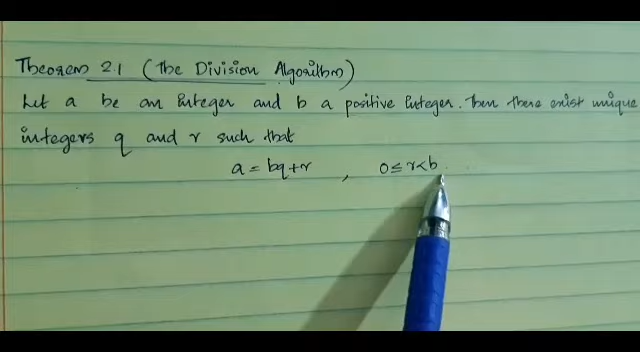 Theorem 2.1 (The Division Algorithm)
Let a be an integer and b a positive integer. Then there exist unique
integers q and r such that
a = bq+r , 0 ≤ r < b